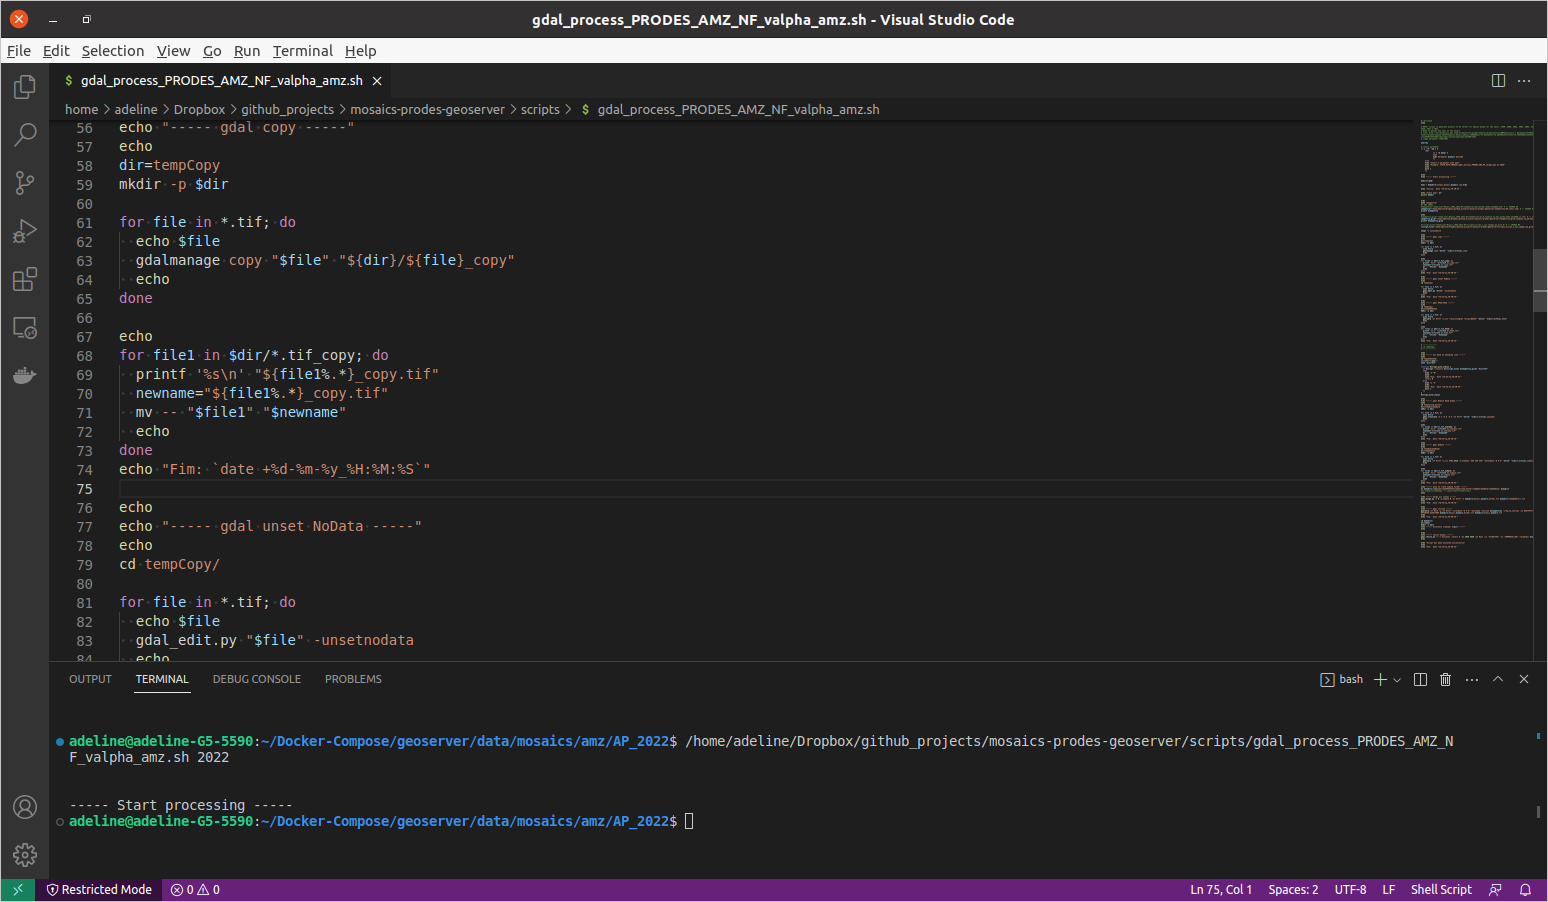 gdal_process_PRODES_AMZ_NF_valpha_amz.sh - Visual Studio Code
File Edit Selection View Go Run Terminal Help
$ gdal_process_PRODES_AMZ_NF_valpha_amz.sh
home > adeline > Dropbox > github_projects > mosaics-prodes-geoserver > scripts > $ gdal_process_PRODES_AMZ_NF_valpha_amz.sh
56 echo "----- gdal copy -----"
57 echo
58 dir=tempCopy
59 mkdir -p $dir
60
61 for file in *.tif; do
62 echo $file
63 gdalmanage copy "$file" "${dir}/${file}_copy"
64 echo
65 done
66
67 echo
68 for file1 in $dir/*.tif_copy; do
69 printf '%s\n' "${file1%.*}_copy.tif"
70 newname="${file1%.*}_copy.tif"
71 mv -- "$file1" "$newname"
72 echo
73 done
74 echo "Fim: `date +%d-%m-%y_%H:%M:%S`"
75
76 echo
77 echo "----- gdal unset NoData -----"
78 echo
79 cd tempCopy/
80
81 for file in *.tif; do
82 echo $file
83 gdal_edit.py "$file" -unsetnodata
84 echo
OUTPUT TERMINAL DEBUG CONSOLE PROBLEMS
bash
adeline@adeline-G5-5590:~/Docker-Compose/geoserver/data/mosaics/amz/AP_2022$ /home/adeline/Dropbox/github_projects/mosaics-prodes-geoserver/scripts/gdal_process_PRODES_AMZ_N
F_valpha_amz.sh 2022
----- Start processing -----
adeline@adeline-G5-5590:~/Docker-Compose/geoserver/data/mosaics/amz/AP_2022$
Restricted Mode 0 0 Ln 75, Col 1 Spaces: 2 UTF-8 LF Shell Script